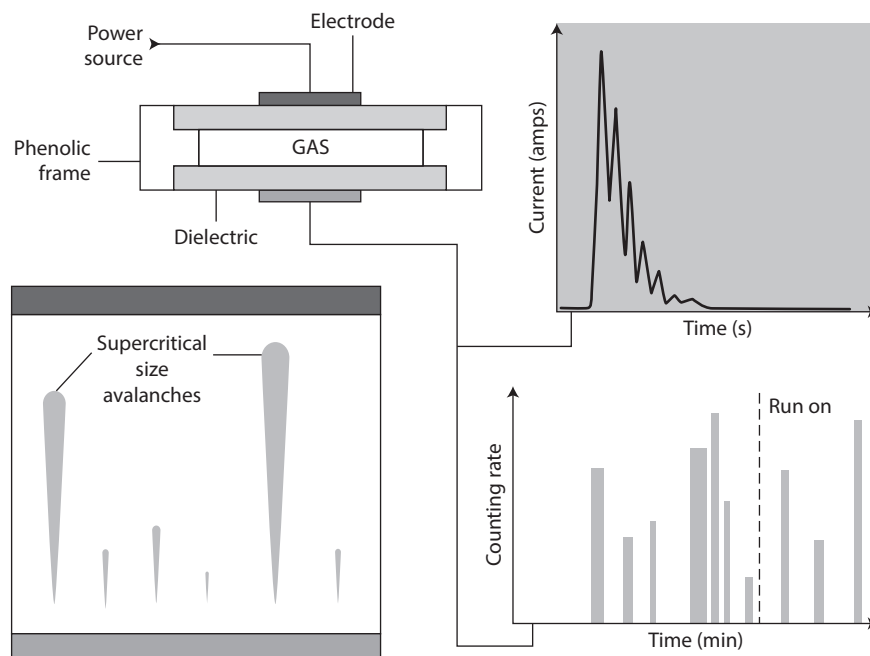 Power
source
Electrode
Phenolic
frame
GAS
Dielectric
Current (amps)
Time (s)
Supercritical
size
avalanches
Run on
Counting rate
Time (min)